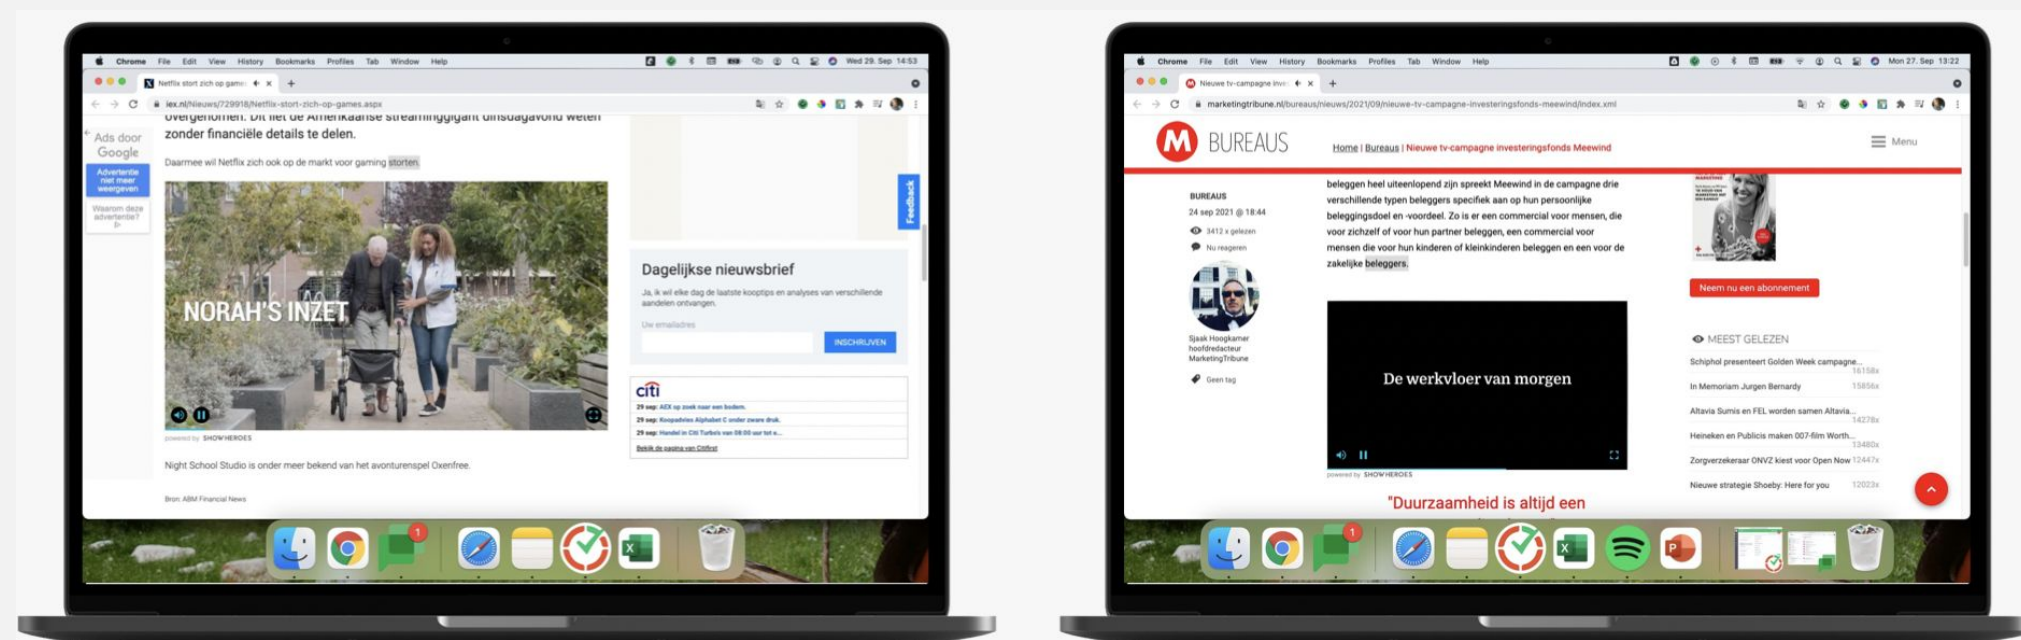 Chrome File Edit View History Bookmarks Profiles Tab Window Help
Wed 29. Sep 14:53
Netflix stort zich op games
iex.nl/Nieuws/729918/Netflix-stort-zich-op-games.aspx
overgenomen. Dit liet de Amerikaanse streaminggigant dinsdagavond weten
zonder financiële details te delen.
Daarmee wil Netflix zich ook op de markt voor gaming storten.
Ads door
Google
Advertentie
niet meer
weergeven
Waarom deze
advertentie?
NORAH'S INZET
powered by SHOWHEROES
Night School Studio is onder meer bekend van het avonturenspel Oxenfree.
Bron: ABM Financial News
Feedback
Dagelijkse nieuwsbrief
Ja, ik wil elke dag de laatste kooptips en analyses van verschillende
aandelen ontvangen.
Uw emailadres
INSCHRIJVEN
citi
29 sep: AEX op zoek naar een bodem.
29 sep: Koopadvies Alphabet C onder zware druk.
29 sep: Handel in Citi Turbo's van 08:00 uur tot e...
Bekijk de pagina van Citifirst
1
Chrome File Edit View History Bookmarks Profiles Tab Window Help
Mon 27. Sep 13:22
Nieuwe tv-campagne inve
marketingtribune.nl/bureaus/nieuws/2021/09/nieuwe-tv-campagne-investeringsfonds-meewind/index.xml
M BUREAUS
Home | Bureaus | Nieuwe tv-campagne investeringsfonds Meewind
Menu
BUREAUS
24 sep 2021 @ 18:44
3412 x gelezen
Nu reageren
Sjaak Hoogkamer
hoofdredacteur
MarketingTribune
Geen tag
beleggen heel uiteenlopend zijn spreekt Meewind in de campagne drie
verschillende typen beleggers specifiek aan op hun persoonlijke
beleggingsdoel en -voordeel. Zo is er een commercial voor mensen, die
voor zichzelf of voor hun partner beleggen, een commercial voor
mensen die voor hun kinderen of kleinkinderen beleggen en een voor de
zakelijke beleggers.
De werkvloer van morgen
powered by SHOWHEROES
"Duurzaamheid is altijd een
MARKETING
Neem nu een abonnement
MEEST GELEZEN
Schiphol presenteert Golden Week campagne...
16158x
In Memoriam Jurgen Bernardy 15856x
Altavia Sumis en FEL worden samen Altavia...
14278x
Heineken en Publicis maken 007-film Worth...
13480x
Zorgverzekeraar ONVZ kiest voor Open Now 12447x
Nieuwe strategie Shoeby: Here for you 12023x
1